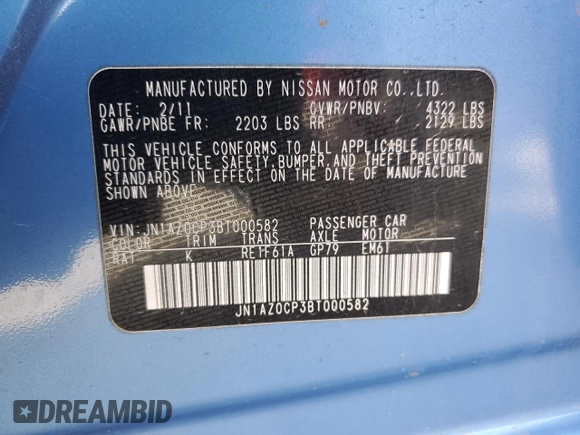 MANUFACTURED BY NISSAN MOTOR CO.,LTD.
DATE: 2/11 GVWR/PNBV: 4322 LBS
GAWR/PNBE FR: 2203 LBS RR: 2129 LBS
THIS VEHICLE CONFORMS TO ALL APPLICABLE FEDERAL
MOTOR VEHICLE SAFETY,BUMPER,AND THEFT PREVENTION
STANDARDS IN EFFECT ON THE DATE OF MANUFACTURE
SHOWN ABOVE.
VIN:JN1AZ0CP3BT000582 PASSENGER CAR
COLOR TRIM TRANS AXLE MOTOR
RAT K RE1F61A GP79 EM61
JN1AZ0CP3BT000582
DREAMBID